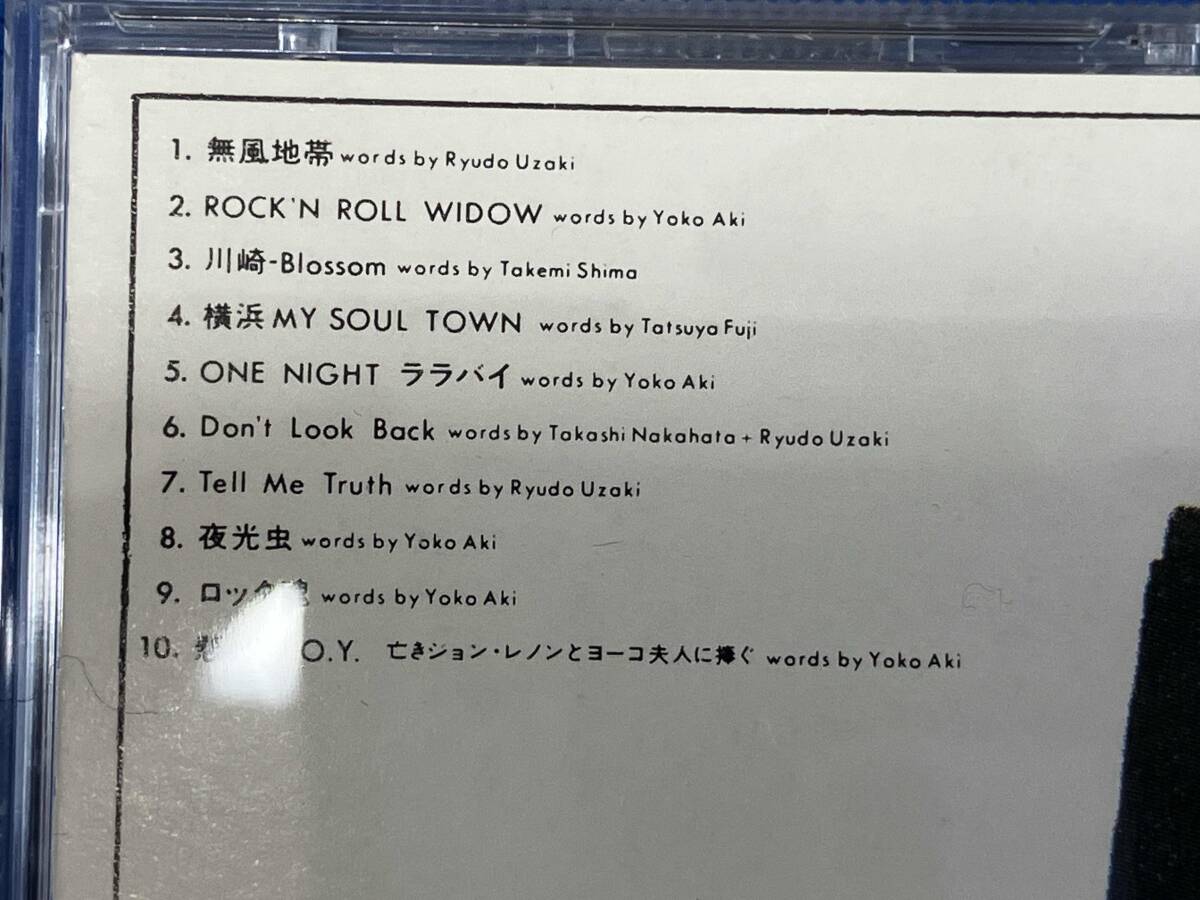 1. 無風地帯 words by Ryudo Uzaki
2. ROCK'N ROLL WIDOW words by Yoko Aki
3. 川崎-Blossom words by Takemi Shima
4. 横浜 MY SOUL TOWN words by Tatsuya Fuji
5. ONE NIGHT ララバイ words by Yoko Aki
6. Don't Look Back words by Takashi Nakahata + Ryudo Uzaki
7. Tell Me Truth words by Ryudo Uzaki
8. 夜光虫 words by Yoko Aki
9. words by Yoko Aki
10. O.Y. 亡きジョン・レノンとヨーコ夫人に捧ぐ words by Yoko Aki